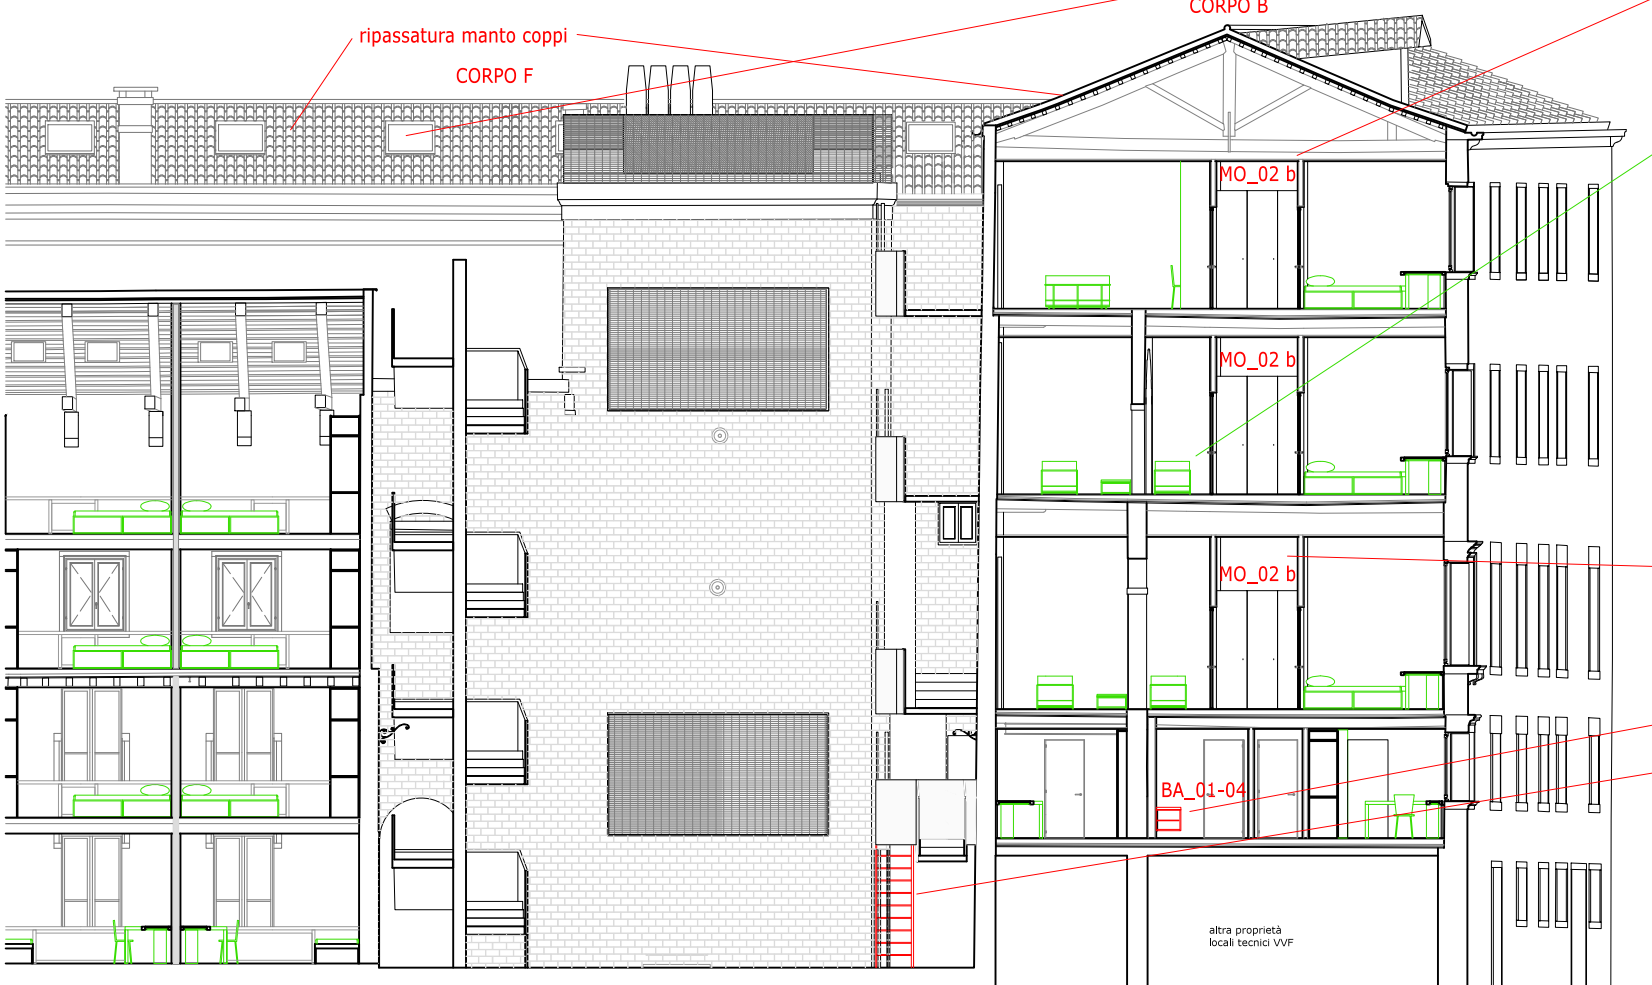 CORPO B
ripassatura manto coppi
CORPO F
MO_02 b
MO_02 b
MO_02 b
BA_01-04
altra proprietà
locali tecnici VVF